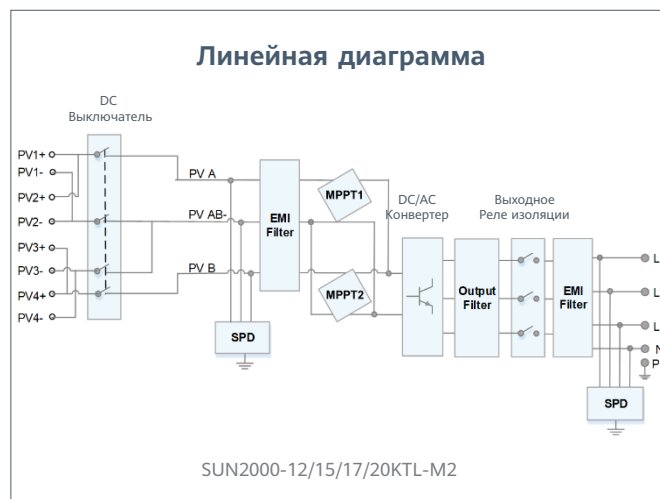 Линейная диаграмма
DC
Выключатель
PV1+
PV1-
PV2+
PV2-
PV3+
PV3-
PV4+
PV4-
PV A
PV AB-
PV B
EMI
Filter
SPD
MPPT1
MPPT2
DC/AC
Конвертер
Output
Filter
Выходное
Реле изоляции
EMI
Filter
L
L
L
N
P
SPD
SUN2000-12/15/17/20KTL-M2